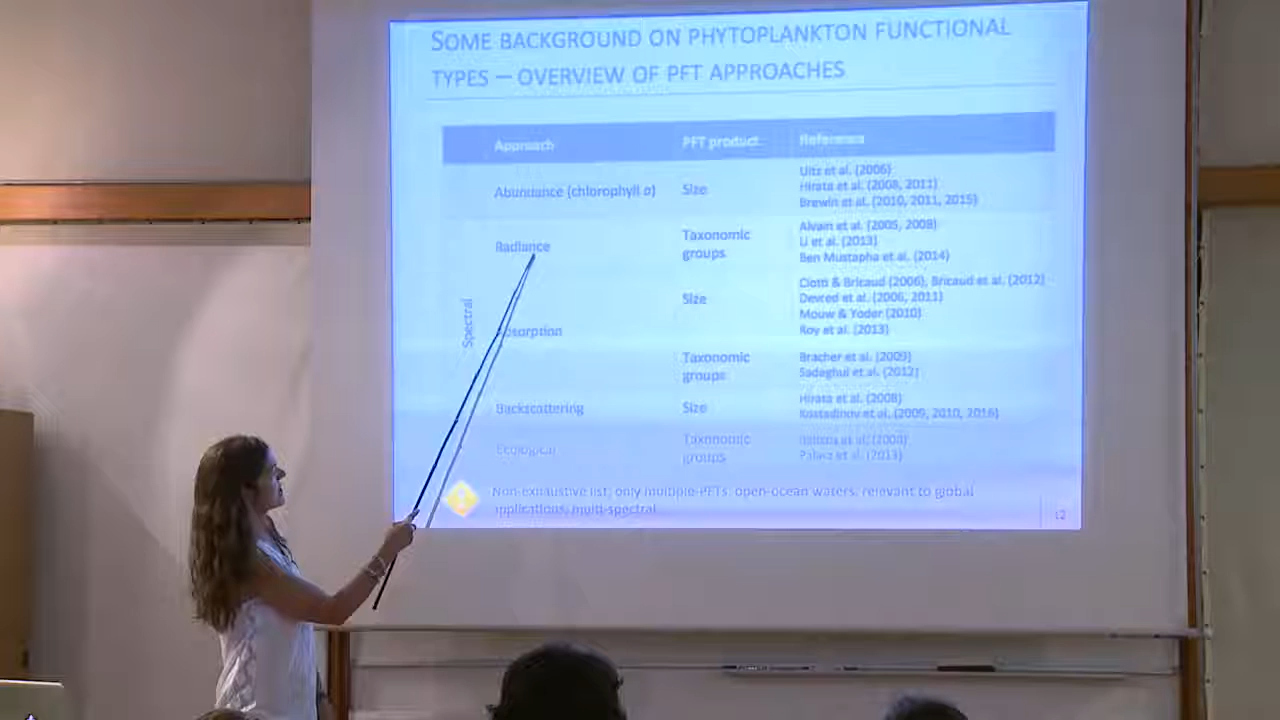 SOME BACKGROUND ON PHYTOPLANKTON FUNCTIONAL
TYPES – OVERVIEW OF PFT APPROACHES
Approach PFT product Reference
Abundance (chlorophyll a) Size
Uitz et al. (2006)
Hirata et al. (2008, 2011)
Brewin et al. (2010, 2011, 2015)
Spectral
Radiance
Taxonomic
groups
Alvain et al. (2005, 2008)
Li et al. (2013)
Ben Mustapha et al. (2014)
Size
Ciotti & Bricaud (2006), Bricaud et al. (2012)
Devred et al. (2006, 2011)
Mouw & Yoder (2010)
Roy et al. (2013)
bsorption
Taxonomic
groups
Bracher et al. (2009)
Sadeghui et al. (2012)
Backscattering Size
Hirata et al. (2008)
Kostadinov et al. (2009, 2010, 2016)
Ecological
Taxonomic
groups
et al.
Palacz et al. (2013)
Non-exhaustive list; only multiple-PFTs, open-ocean waters, relevant to global
applications, multi-spectral
12